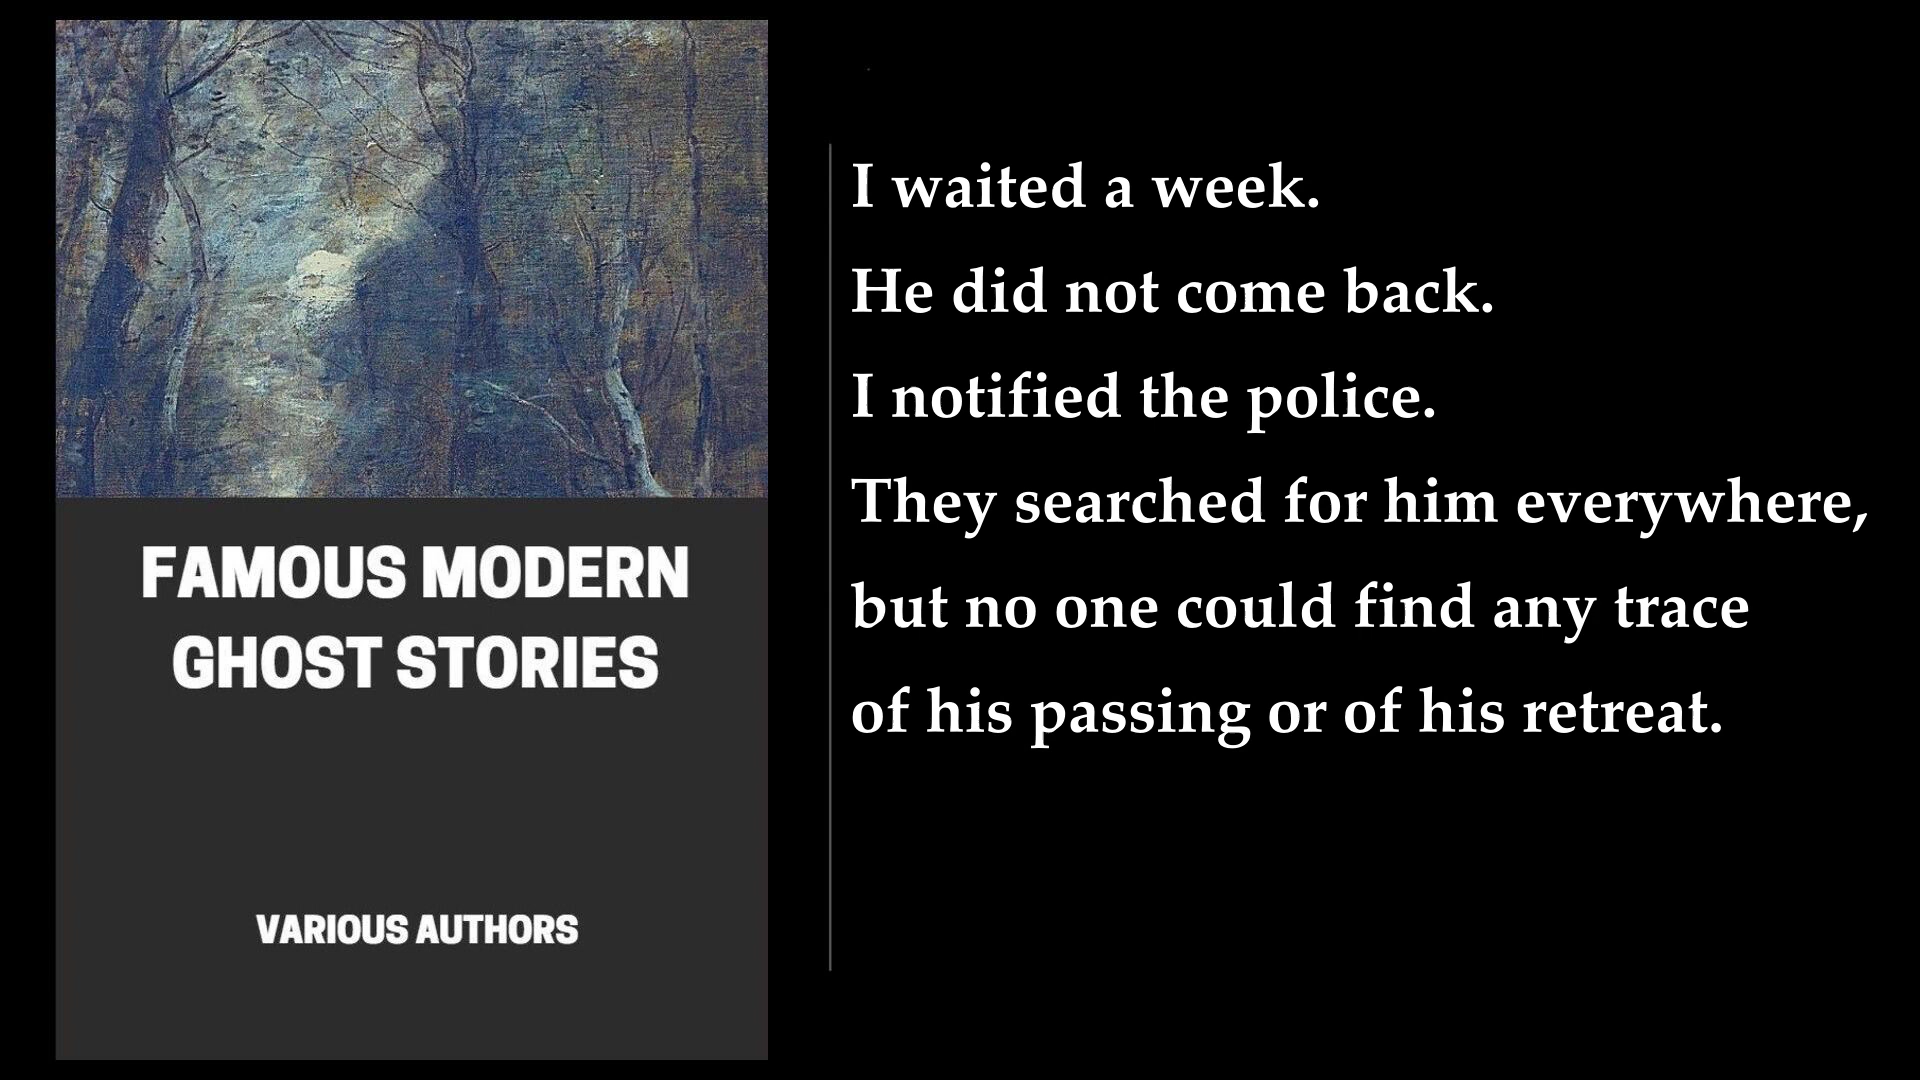 FAMOUS MODERN
GHOST STORIES
VARIOUS AUTHORS
I waited a week.
He did not come back.
I notified the police.
They searched for him everywhere,
but no one could find any trace
of his passing or of his retreat.